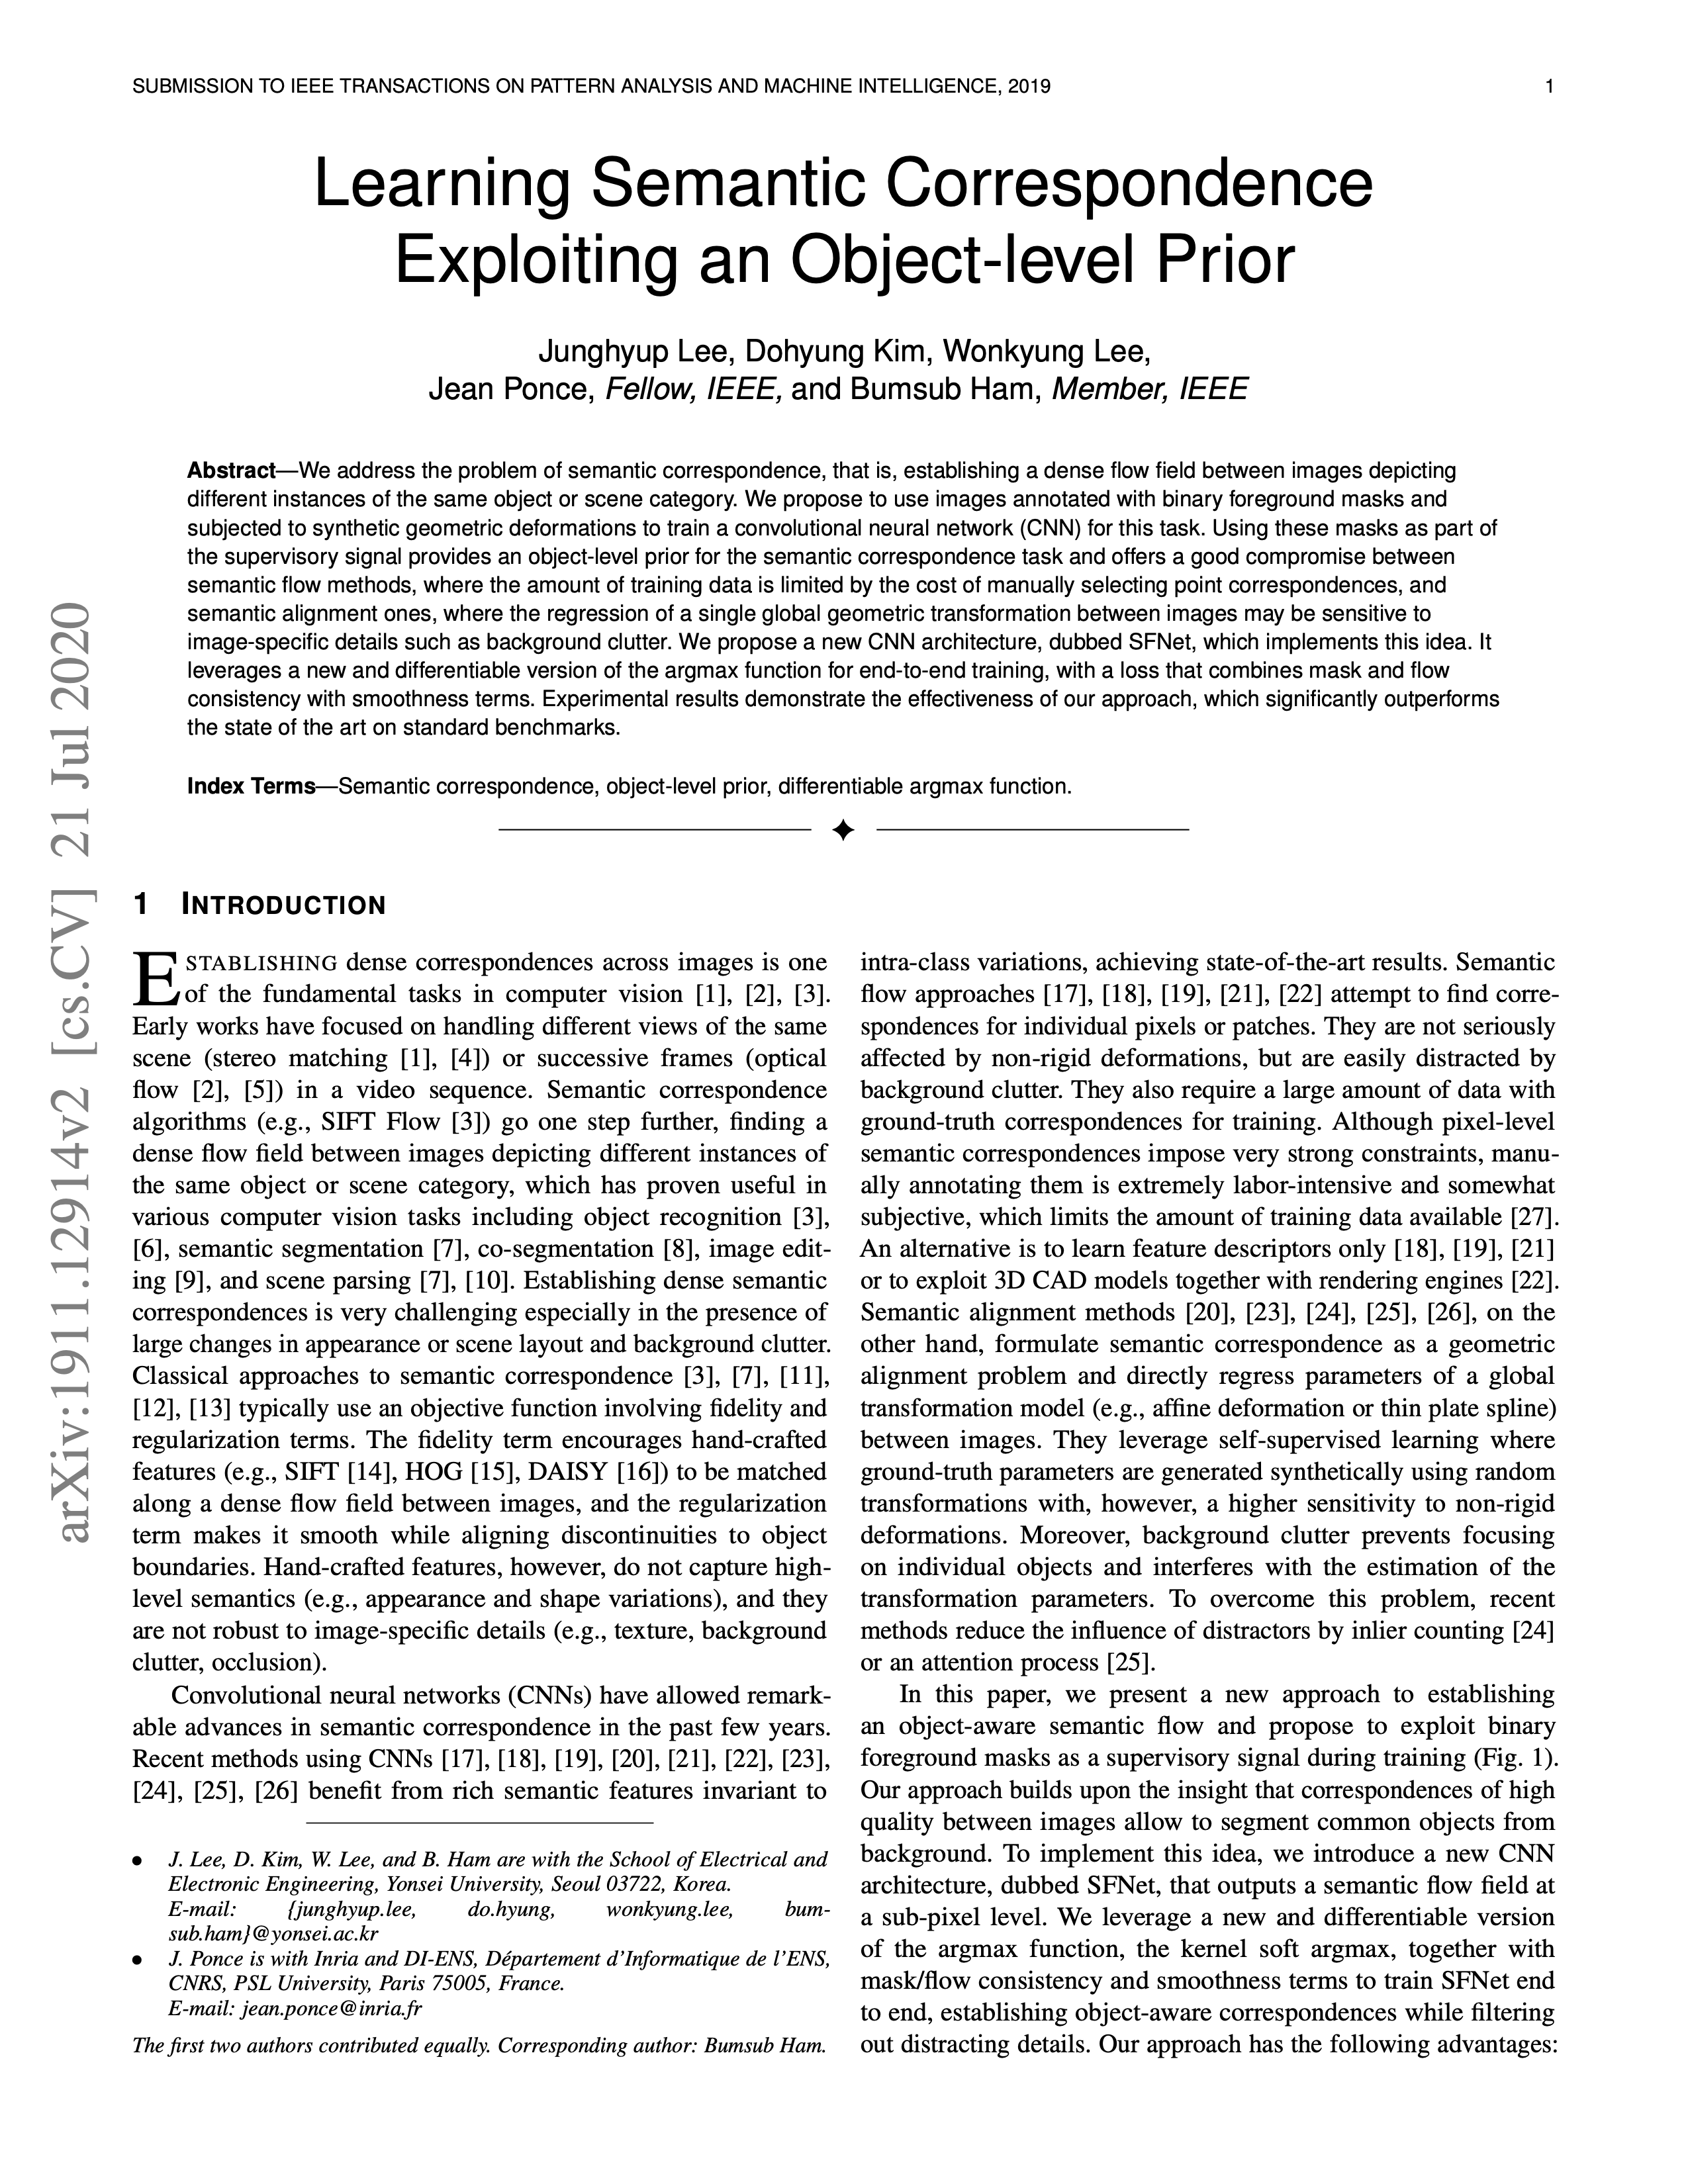 SUBMISSION TO IEEE TRANSACTIONS ON PATTERN ANALYSIS AND MACHINE INTELLIGENCE, 2019 1
Learning Semantic Correspondence
Exploiting an Object-level Prior
Junghyup Lee, Dohyung Kim, Wonkyung Lee,
Jean Ponce, Fellow, IEEE, and Bumsub Ham, Member, IEEE
Abstract—We address the problem of semantic correspondence, that is, establishing a dense flow field between images depicting
different instances of the same object or scene category. We propose to use images annotated with binary foreground masks and
subjected to synthetic geometric deformations to train a convolutional neural network (CNN) for this task. Using these masks as part of
the supervisory signal provides an object-level prior for the semantic correspondence task and offers a good compromise between
semantic flow methods, where the amount of training data is limited by the cost of manually selecting point correspondences, and
semantic alignment ones, where the regression of a single global geometric transformation between images may be sensitive to
image-specific details such as background clutter. We propose a new CNN architecture, dubbed SFNet, which implements this idea. It
leverages a new and differentiable version of the argmax function for end-to-end training, with a loss that combines mask and flow
consistency with smoothness terms. Experimental results demonstrate the effectiveness of our approach, which significantly outperforms
the state of the art on standard benchmarks.
Index Terms—Semantic correspondence, object-level prior, differentiable argmax function.
1 INTRODUCTION
ESTABLISHING dense correspondences across images is one
of the fundamental tasks in computer vision [1], [2], [3].
Early works have focused on handling different views of the same
scene (stereo matching [1], [4]) or successive frames (optical
flow [2], [5]) in a video sequence. Semantic correspondence
algorithms (e.g., SIFT Flow [3]) go one step further, finding a
dense flow field between images depicting different instances of
the same object or scene category, which has proven useful in
various computer vision tasks including object recognition [3],
[6], semantic segmentation [7], co-segmentation [8], image edit-
ing [9], and scene parsing [7], [10]. Establishing dense semantic
correspondences is very challenging especially in the presence of
large changes in appearance or scene layout and background clutter.
Classical approaches to semantic correspondence [3], [7], [11],
[12], [13] typically use an objective function involving fidelity and
regularization terms. The fidelity term encourages hand-crafted
features (e.g., SIFT [14], HOG [15], DAISY [16]) to be matched
along a dense flow field between images, and the regularization
term makes it smooth while aligning discontinuities to object
boundaries. Hand-crafted features, however, do not capture high-
level semantics (e.g., appearance and shape variations), and they
are not robust to image-specific details (e.g., texture, background
clutter, occlusion).
Convolutional neural networks (CNNs) have allowed remark-
able advances in semantic correspondence in the past few years.
Recent methods using CNNs [17], [18], [19], [20], [21], [22], [23],
[24], [25], [26] benefit from rich semantic features invariant to
• J. Lee, D. Kim, W. Lee, and B. Ham are with the School of Electrical and
Electronic Engineering, Yonsei University, Seoul 03722, Korea.
E-mail: {junghyup.lee, do.hyung, wonkyung.lee, bum-
sub.ham}@yonsei.ac.kr
• J. Ponce is with Inria and DI-ENS, Département d'Informatique de l'ENS,
CNRS, PSL University, Paris 75005, France.
E-mail: jean.ponce@inria.fr
The first two authors contributed equally. Corresponding author: Bumsub Ham.
intra-class variations, achieving state-of-the-art results. Semantic
flow approaches [17], [18], [19], [21], [22] attempt to find corre-
spondences for individual pixels or patches. They are not seriously
affected by non-rigid deformations, but are easily distracted by
background clutter. They also require a large amount of data with
ground-truth correspondences for training. Although pixel-level
semantic correspondences impose very strong constraints, manu-
ally annotating them is extremely labor-intensive and somewhat
subjective, which limits the amount of training data available [27].
An alternative is to learn feature descriptors only [18], [19], [21]
or to exploit 3D CAD models together with rendering engines [22].
Semantic alignment methods [20], [23], [24], [25], [26], on the
other hand, formulate semantic correspondence as a geometric
alignment problem and directly regress parameters of a global
transformation model (e.g., affine deformation or thin plate spline)
between images. They leverage self-supervised learning where
ground-truth parameters are generated synthetically using random
transformations with, however, a higher sensitivity to non-rigid
deformations. Moreover, background clutter prevents focusing
on individual objects and interferes with the estimation of the
transformation parameters. To overcome this problem, recent
methods reduce the influence of distractors by inlier counting [24]
or an attention process [25].
In this paper, we present a new approach to establishing
an object-aware semantic flow and propose to exploit binary
foreground masks as a supervisory signal during training (Fig. 1).
Our approach builds upon the insight that correspondences of high
quality between images allow to segment common objects from
background. To implement this idea, we introduce a new CNN
architecture, dubbed SFNet, that outputs a semantic flow field at
a sub-pixel level. We leverage a new and differentiable version
of the argmax function, the kernel soft argmax, together with
mask/flow consistency and smoothness terms to train SFNet end
to end, establishing object-aware correspondences while filtering
out distracting details. Our approach has the following advantages:
arXiv:1911.12914v2 [cs.CV] 21 Jul 2020